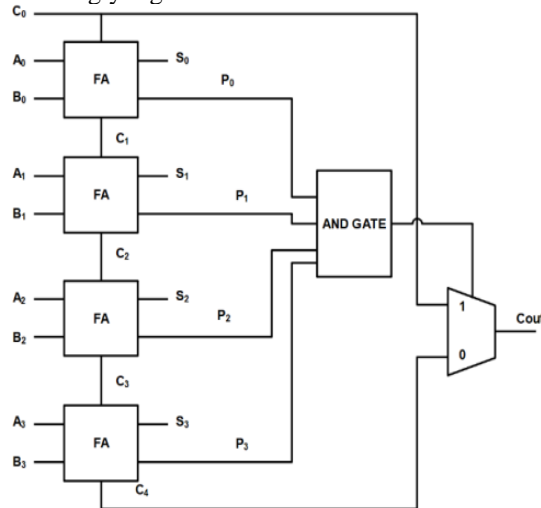 C₀
A₀ FA S₀
B₀ P₀
C₁
A₁ FA S₁
B₁ P₁ AND GATE
C₂
A₂ FA S₂ 1
B₂ P₂ 0 Cout
C₃
A₃ FA S₃
B₃ P₃
C₄